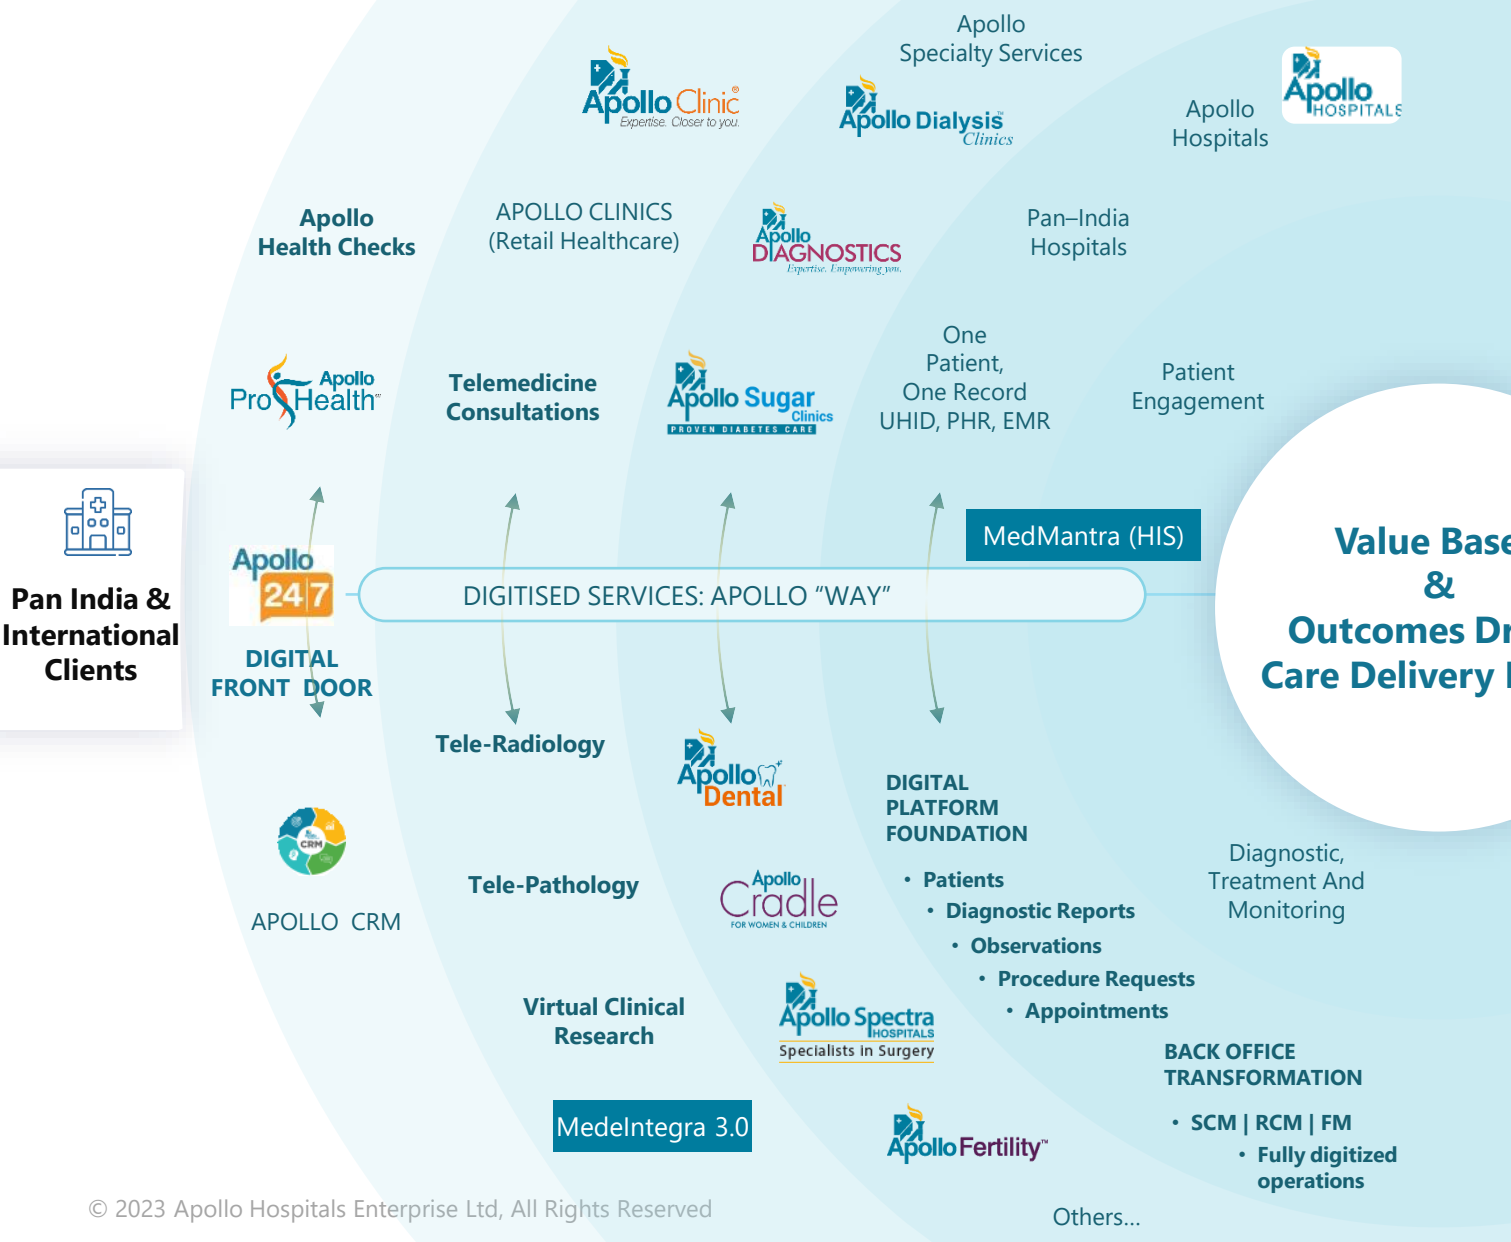 Apollo
Specialty Services
Apollo Clinic®
Expertise. Closer to you.
Apollo Dialysis
Clinics
Apollo
Hospitals
Apollo
HOSPITALS
Apollo
Health Checks
APOLLO CLINICS
(Retail Healthcare)
Apollo
DIAGNOSTICS
Expertise. Empowering you.
Pan–India
Hospitals
Apollo
ProHealth
Telemedicine
Consultations
Apollo Sugar
Clinics
PROVEN DIABETES CARE
One
Patient,
One Record
UHID, PHR, EMR
Patient
Engagement
Pan India &
International
Clients
Apollo
24|7
DIGITAL
FRONT DOOR
DIGITISED SERVICES: APOLLO “WAY”
MedMantra (HIS)
Value Base
&
Outcomes Dr
Care Delivery
Tele-Radiology
Apollo
Dental
DIGITAL
PLATFORM
FOUNDATION
• Patients
• Diagnostic Reports
• Observations
• Procedure Requests
• Appointments
Diagnostic,
Treatment And
Monitoring
CRM
APOLLO CRM
Tele-Pathology
Apollo
Cradle
FOR WOMEN & CHILDREN
Virtual Clinical
Research
Apollo Spectra
HOSPITALS
Specialists in Surgery
BACK OFFICE
TRANSFORMATION
• SCM | RCM | FM
• Fully digitized
operations
MedeIntegra 3.0
Apollo Fertility™
Others...
© 2023 Apollo Hospitals Enterprise Ltd, All Rights Reserved